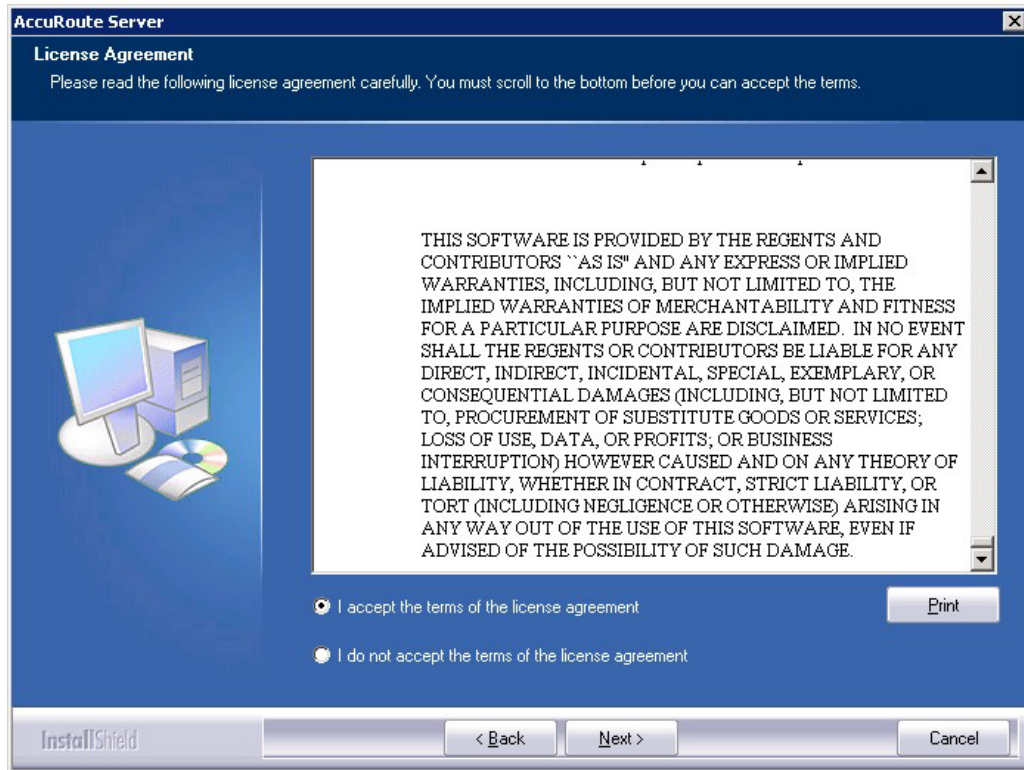 AccuRoute Server
License Agreement
Please read the following license agreement carefully. You must scroll to the bottom before you can accept the terms.
THIS SOFTWARE IS PROVIDED BY THE REGENTS AND
CONTRIBUTORS ``AS IS'' AND ANY EXPRESS OR IMPLIED
WARRANTIES, INCLUDING, BUT NOT LIMITED TO, THE
IMPLIED WARRANTIES OF MERCHANTABILITY AND FITNESS
FOR A PARTICULAR PURPOSE ARE DISCLAIMED.  IN NO EVENT
SHALL THE REGENTS OR CONTRIBUTORS BE LIABLE FOR ANY
DIRECT, INDIRECT, INCIDENTAL, SPECIAL, EXEMPLARY, OR
CONSEQUENTIAL DAMAGES (INCLUDING, BUT NOT LIMITED
TO, PROCUREMENT OF SUBSTITUTE GOODS OR SERVICES;
LOSS OF USE, DATA, OR PROFITS; OR BUSINESS
INTERRUPTION) HOWEVER CAUSED AND ON ANY THEORY OF
LIABILITY, WHETHER IN CONTRACT, STRICT LIABILITY, OR
TORT (INCLUDING NEGLIGENCE OR OTHERWISE) ARISING IN
ANY WAY OUT OF THE USE OF THIS SOFTWARE, EVEN IF
ADVISED OF THE POSSIBILITY OF SUCH DAMAGE.
I accept the terms of the license agreement
Print
I do not accept the terms of the license agreement
InstallShield
< Back
Next >
Cancel